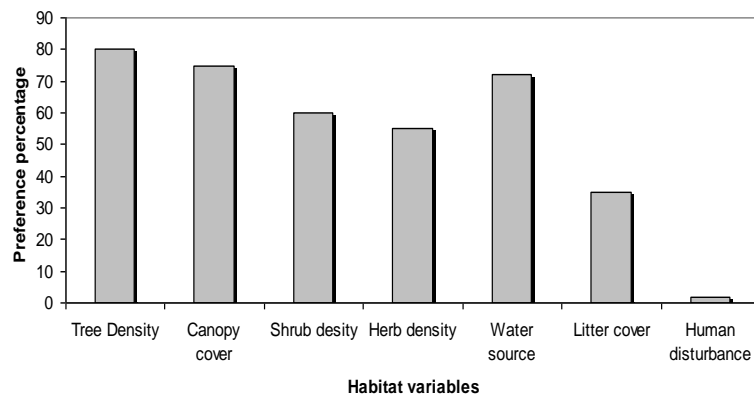 90
80
70
60
50
40
30
20
10
0
Preference percentage
Tree Density
Canopy
cover
Shrub desity
Herb density
Water
source
Litter cover
Human
disturbance
Habitat variables